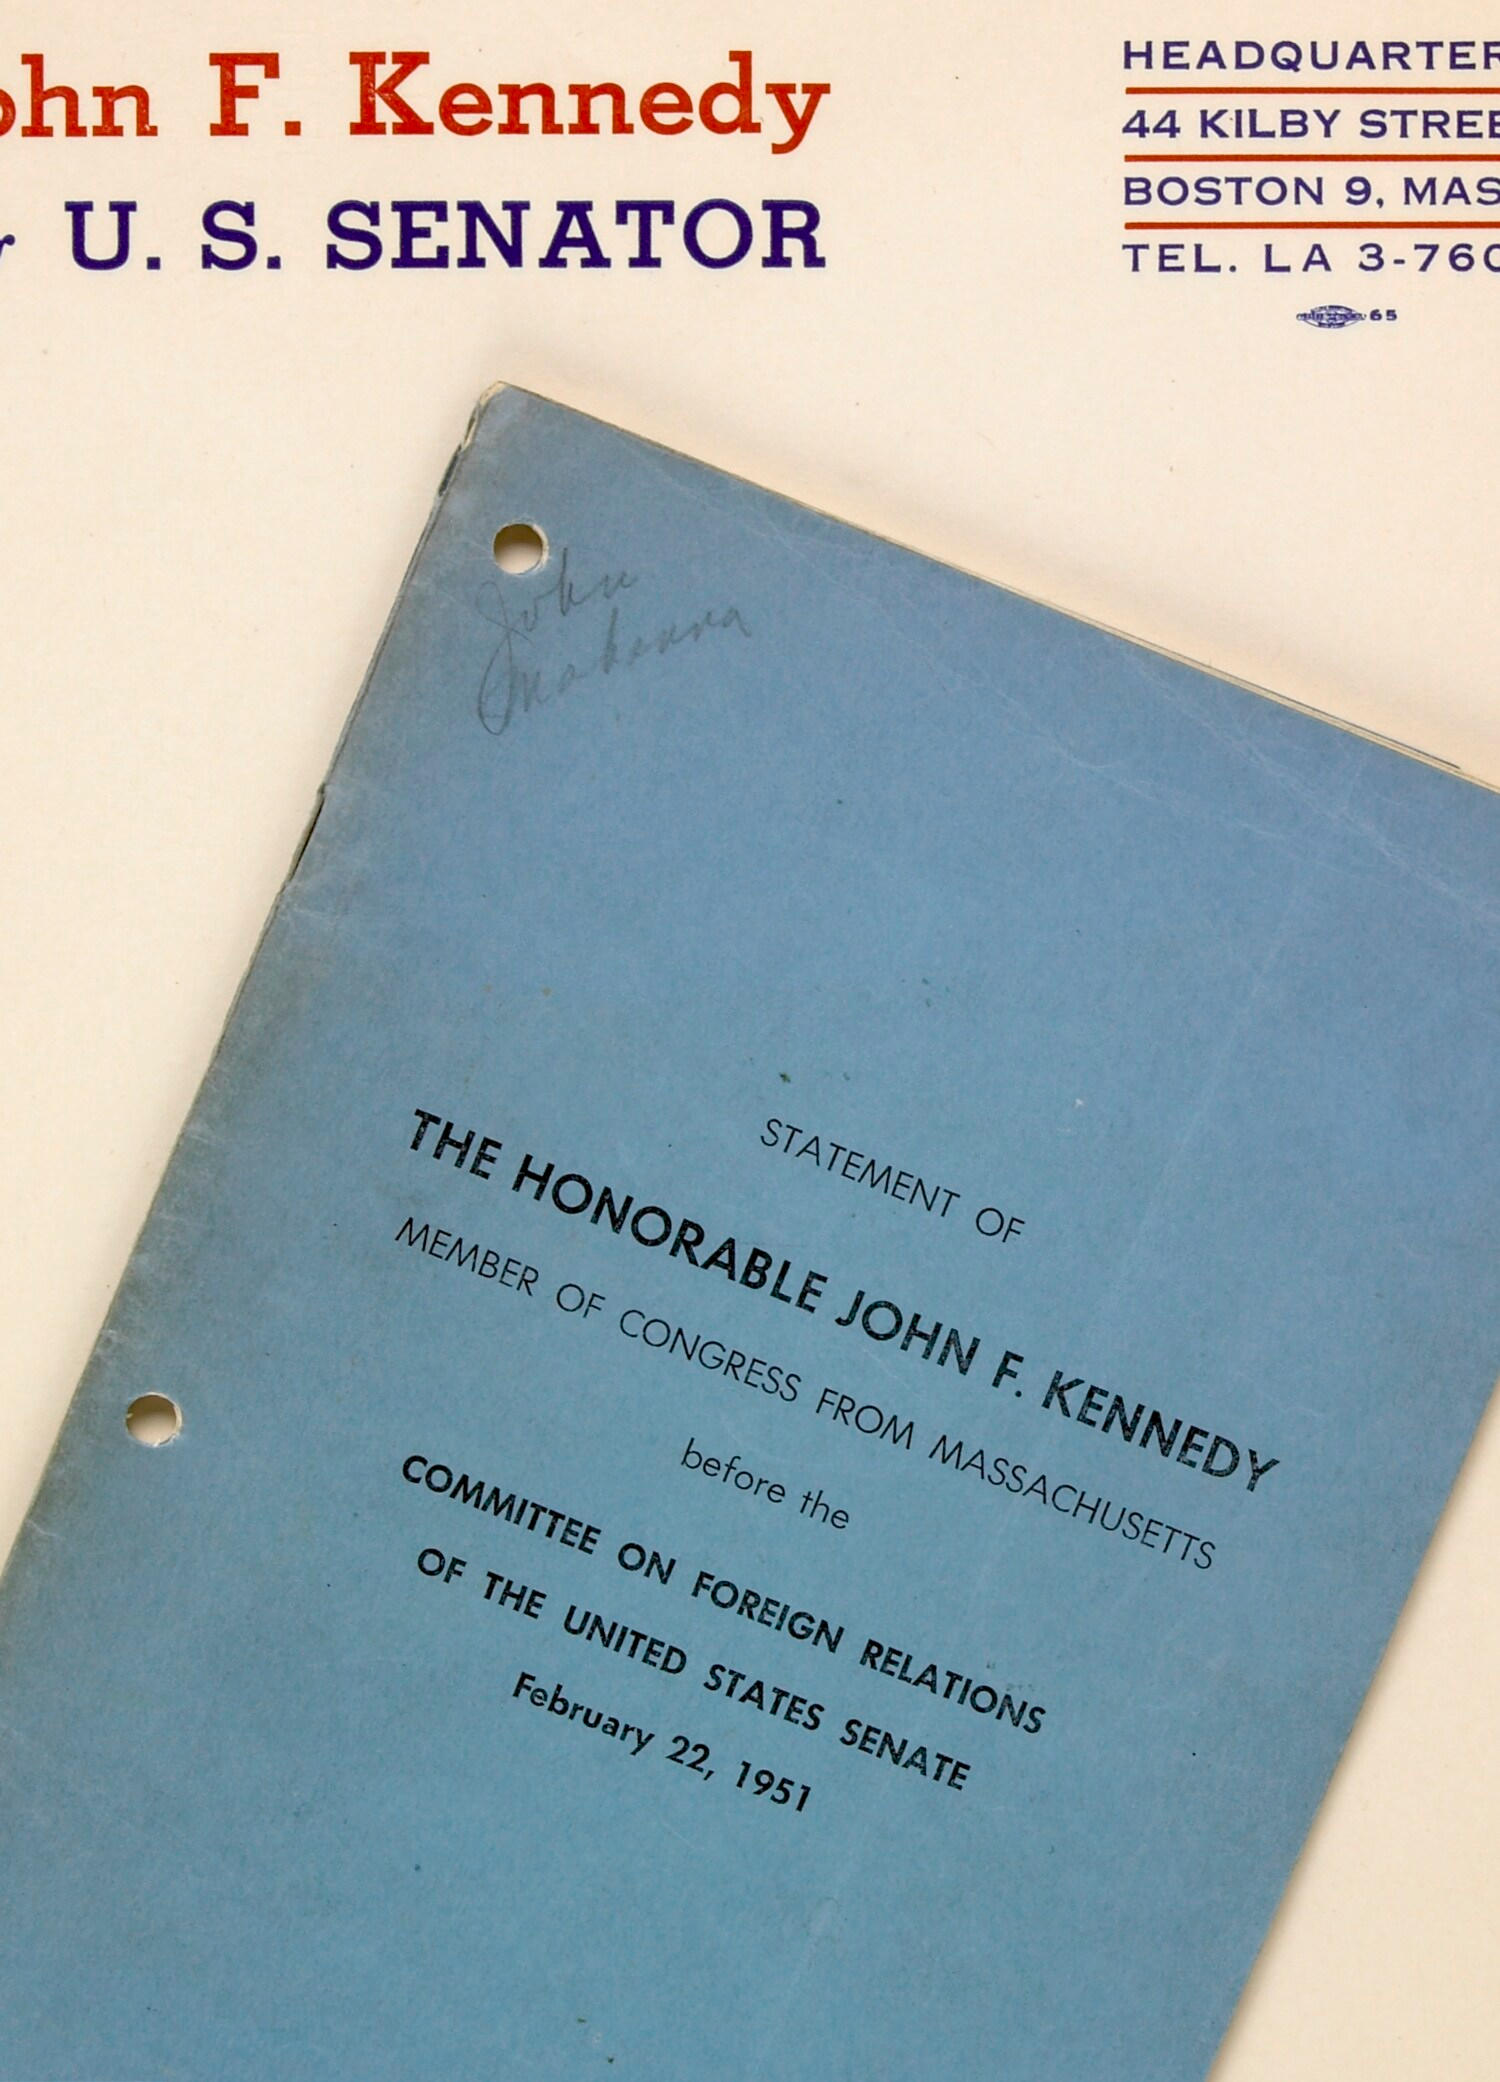 ohn F. Kennedy
r U. S. SENATOR
HEADQUARTER
44 KILBY STREE
BOSTON 9, MAS
TEL. LA 3-760
65
John
STATEMENT OF
THE HONORABLE JOHN F. KENNEDY
MEMBER OF CONGRESS FROM MASSACHUSETTS
before the
COMMITTEE ON FOREIGN RELATIONS
OF THE UNITED STATES SENATE
February 22, 1951